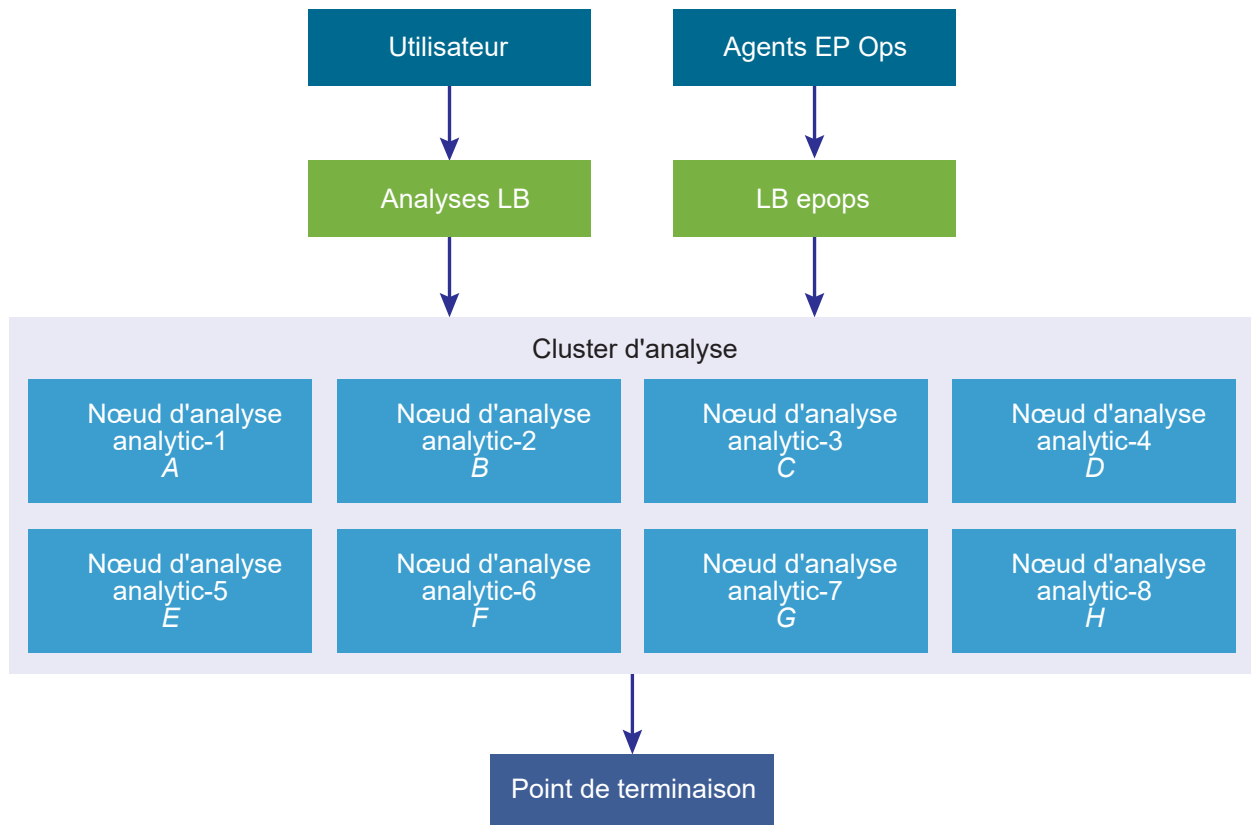 Utilisateur
Agents EP Ops
Analyses LB
LB epops
Cluster d'analyse
Nœud d'analyse
analytic-1
A
Nœud d'analyse
analytic-2
B
Nœud d'analyse
analytic-3
C
Nœud d'analyse
analytic-4
D
Nœud d'analyse
analytic-5
E
Nœud d'analyse
analytic-6
F
Nœud d'analyse
analytic-7
G
Nœud d'analyse
analytic-8
H
Point de terminaison